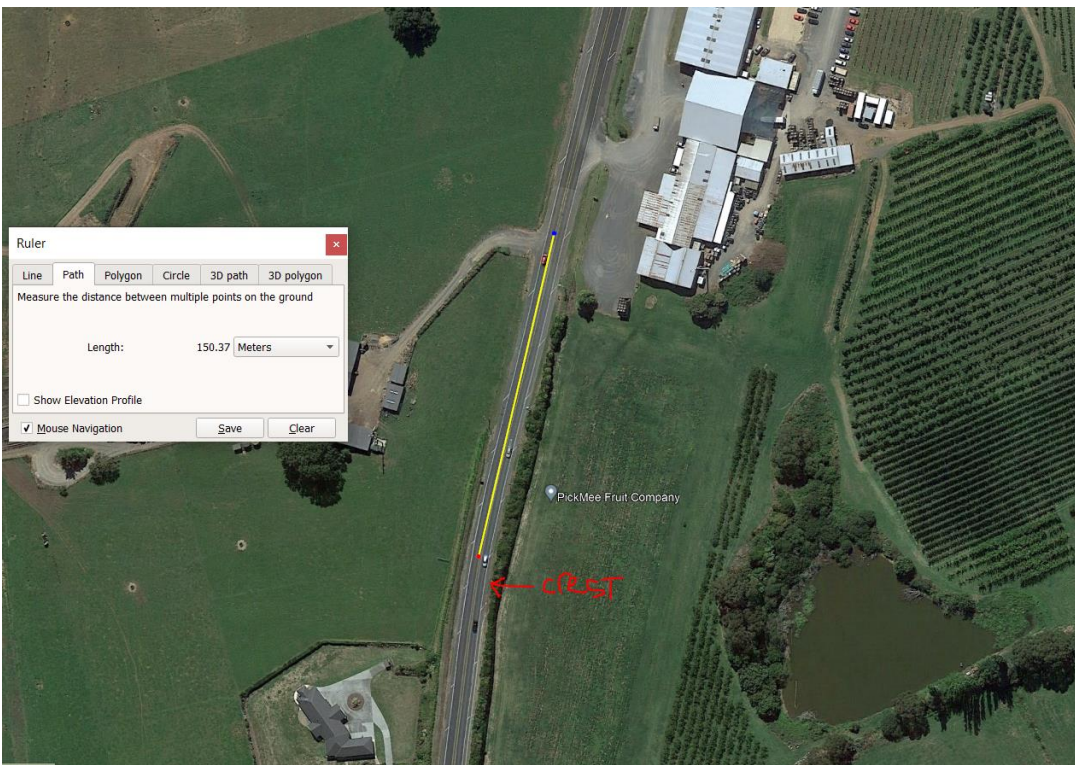 Ruler
Line Path Polygon Circle 3D path 3D polygon
Measure the distance between multiple points on the ground
Length: 150.37 Meters
Show Elevation Profile
Mouse Navigation Save Clear
PickMee Fruit Company
CREST